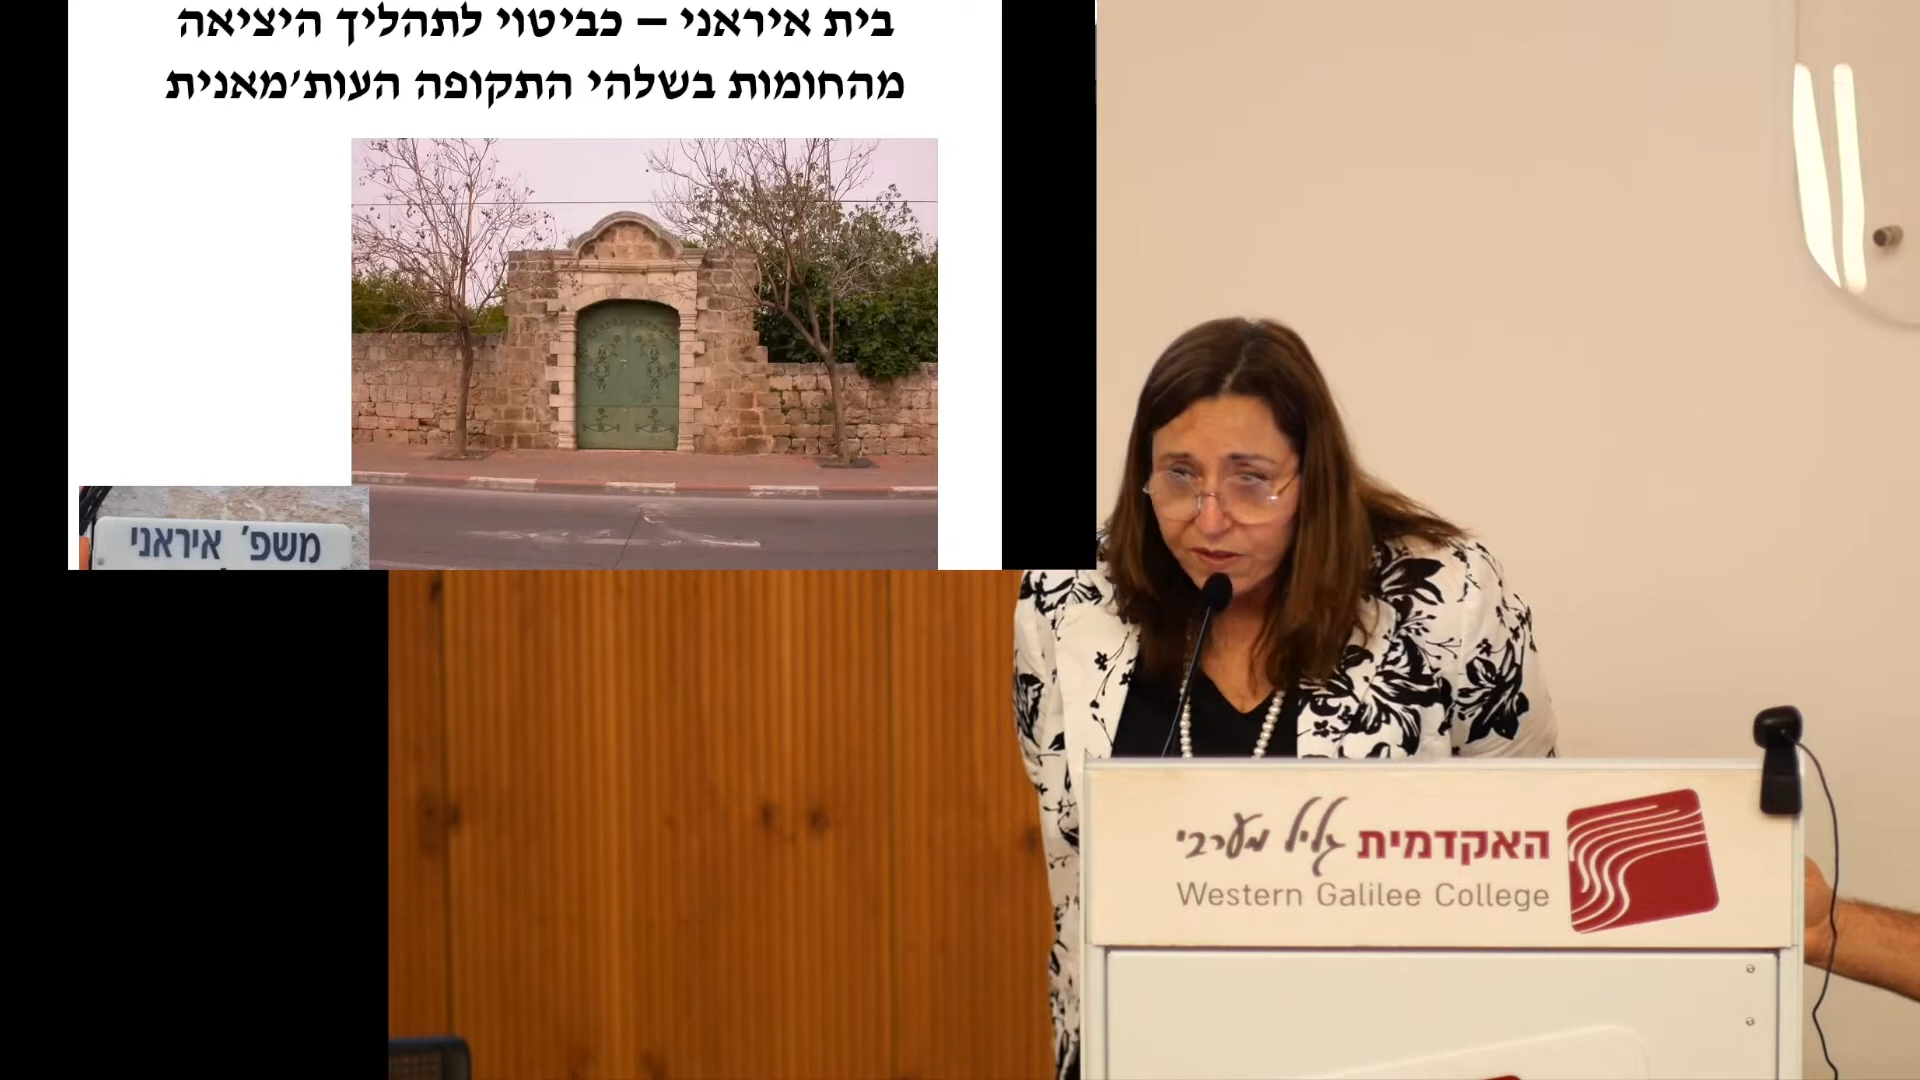 בית איראני – כביטוי לתהליך היציאה
מהחומות בשלהי התקופה העות'מאנית
משפ' איראני
האקדמית גליל מערבי
Western Galilee College